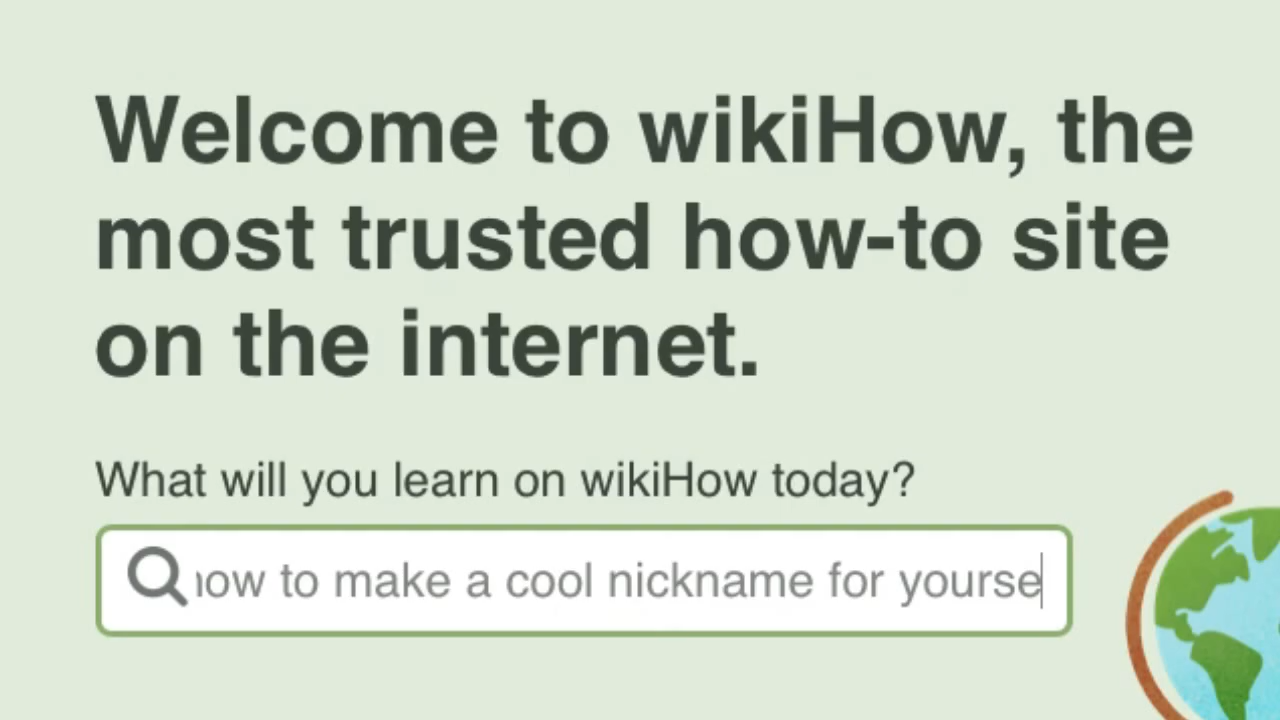 Welcome to wikiHow, the
most trusted how-to site
on the internet.
What will you learn on wikiHow today?
how to make a cool nickname for yourse